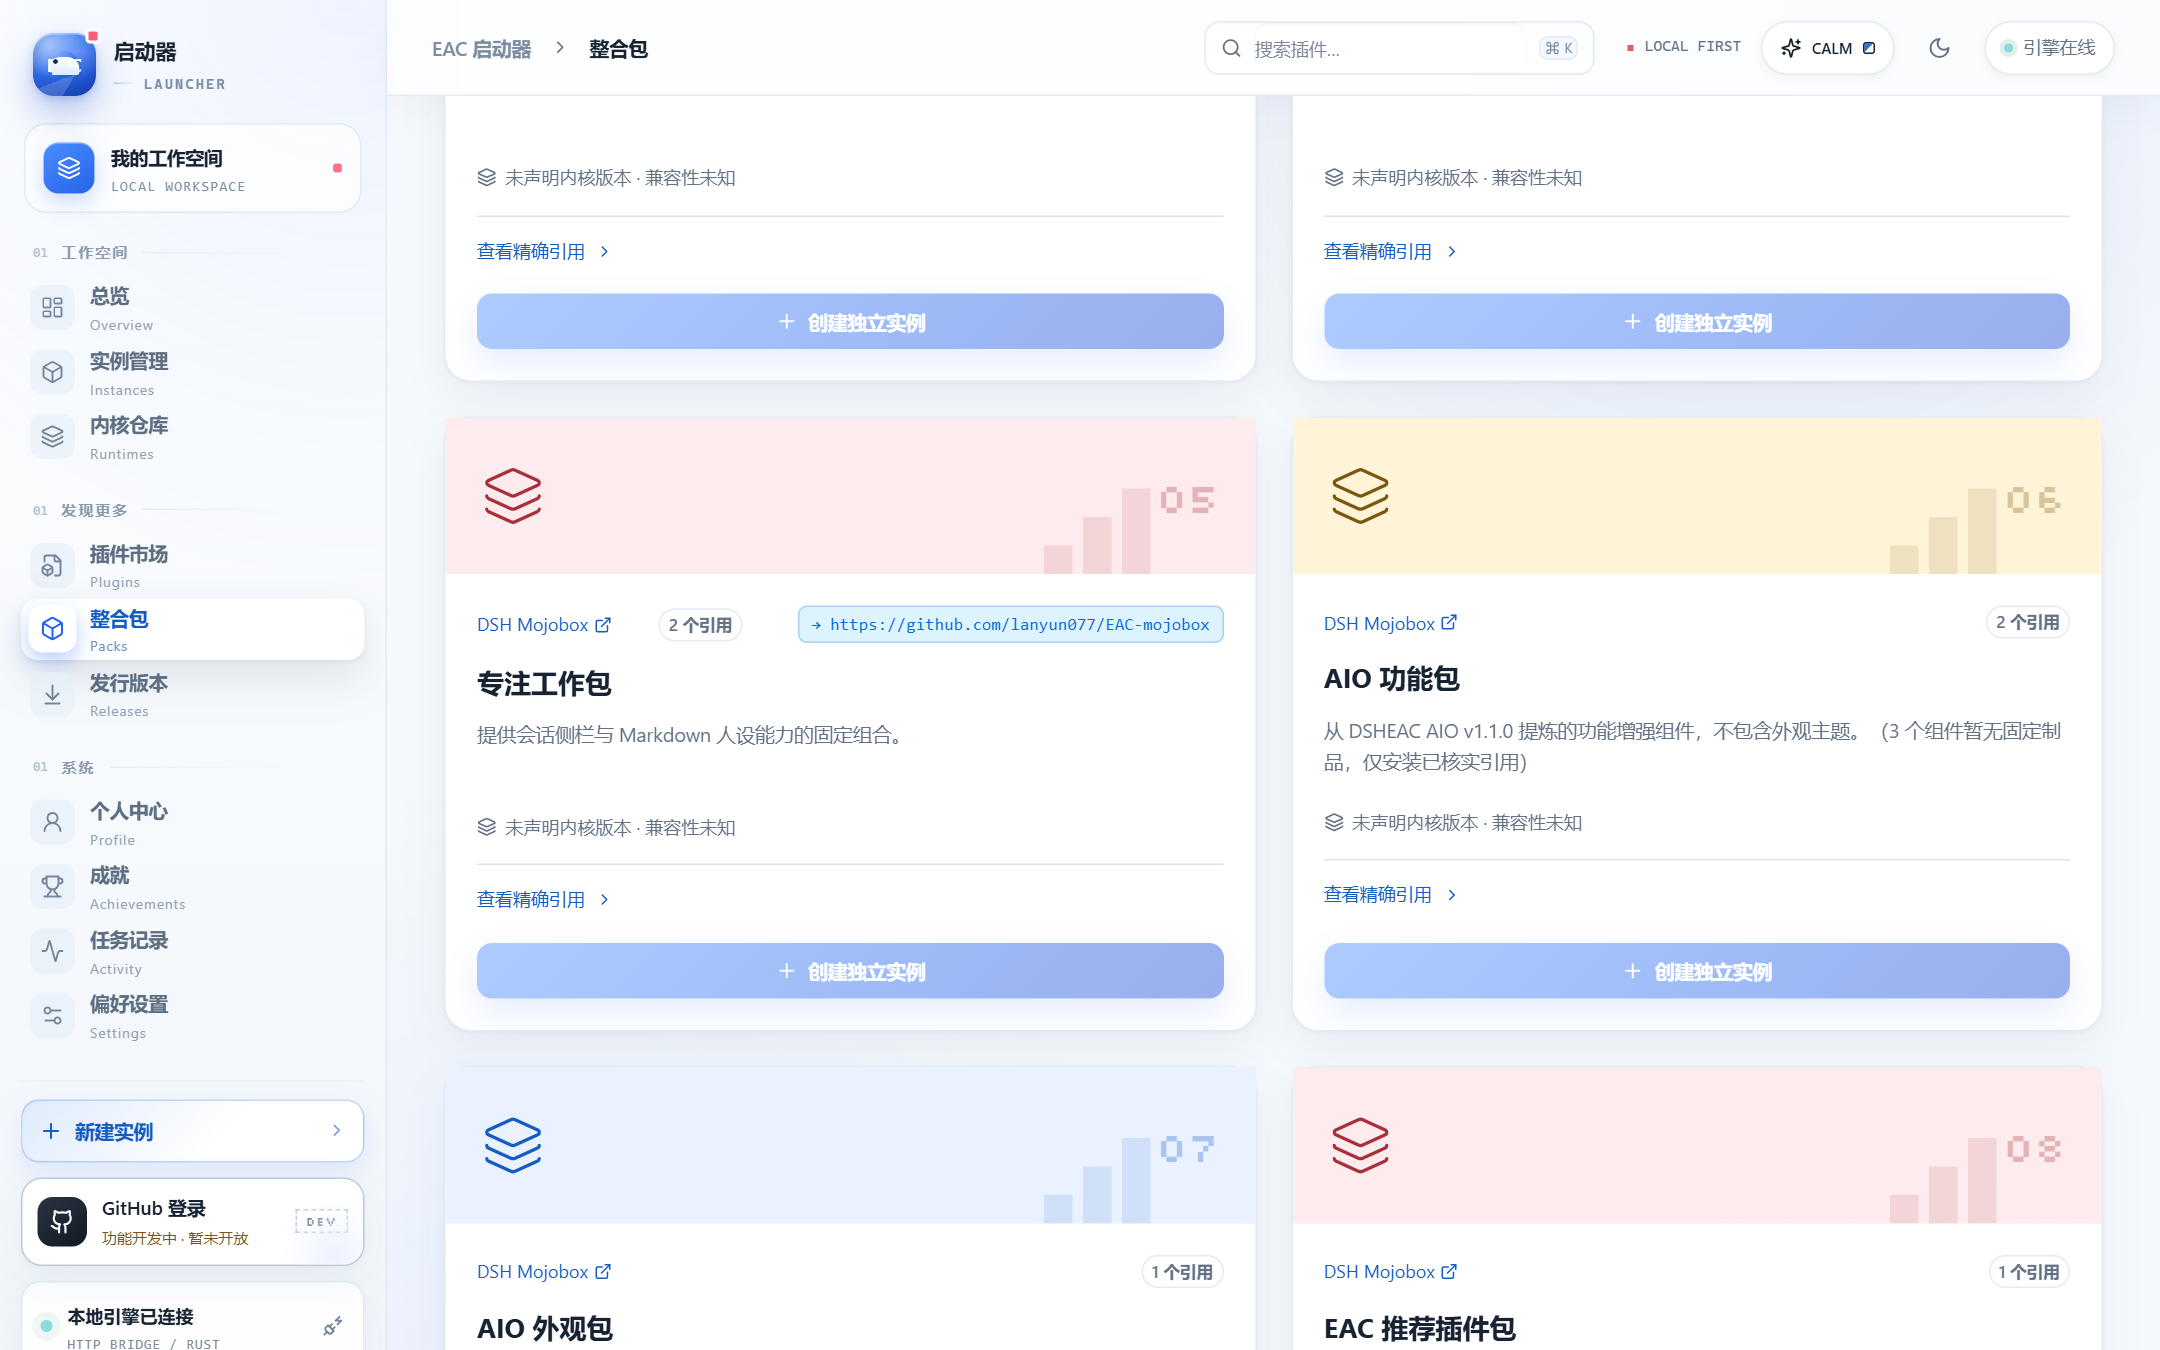 启动器
LAUNCHER
我的工作空间
LOCAL WORKSPACE
01 工作空间
总览
Overview
实例管理
Instances
内核仓库
Runtimes
01 发现更多
插件市场
Plugins
整合包
Packs
发行版本
Releases
01 系统
个人中心
Profile
成就
Achievements
任务记录
Activity
偏好设置
Settings
新建实例
GitHub 登录
功能开发中 · 暂未开放
DEV
本地引擎已连接
HTTP BRIDGE / RUST
EAC 启动器 > 整合包
搜索插件...
⌘ K
LOCAL FIRST
CALM
引擎在线
未声明内核版本 · 兼容性未知
查看精确引用
+ 创建独立实例
未声明内核版本 · 兼容性未知
查看精确引用
+ 创建独立实例
05
DSH Mojobox
2 个引用
→ https://github.com/lanyun077/EAC-mojobox
专注工作包
提供会话侧栏与 Markdown 人设能力的固定组合。
未声明内核版本 · 兼容性未知
查看精确引用
+ 创建独立实例
06
DSH Mojobox
2 个引用
AIO 功能包
从 DSHEAC AIO v1.1.0 提炼的功能增强组件，不包含外观主题。（3 个组件暂无固定制
品，仅安装已核实引用)
未声明内核版本 · 兼容性未知
查看精确引用
+ 创建独立实例
07
DSH Mojobox
1 个引用
AIO 外观包
08
DSH Mojobox
1 个引用
EAC 推荐插件包